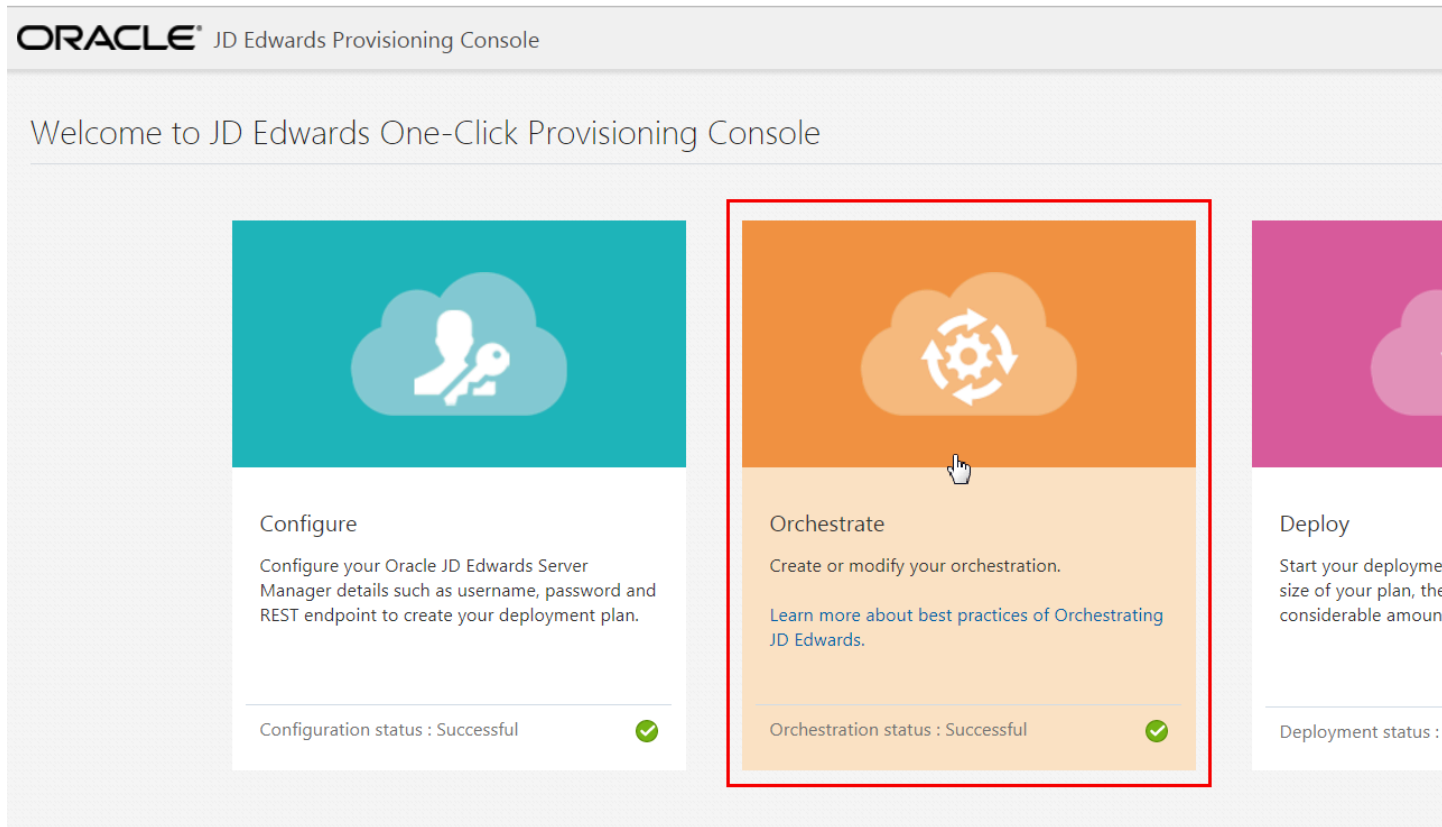 ORACLE® JD Edwards Provisioning Console
Welcome to JD Edwards One-Click Provisioning Console
Configure
Configure your Oracle JD Edwards Server
Manager details such as username, password and
REST endpoint to create your deployment plan.
Configuration status : Successful
Orchestrate
Create or modify your orchestration.
Learn more about best practices of Orchestrating
JD Edwards.
Orchestration status : Successful
Deploy
Start your
size of your plan,
considerable
Deployment status :